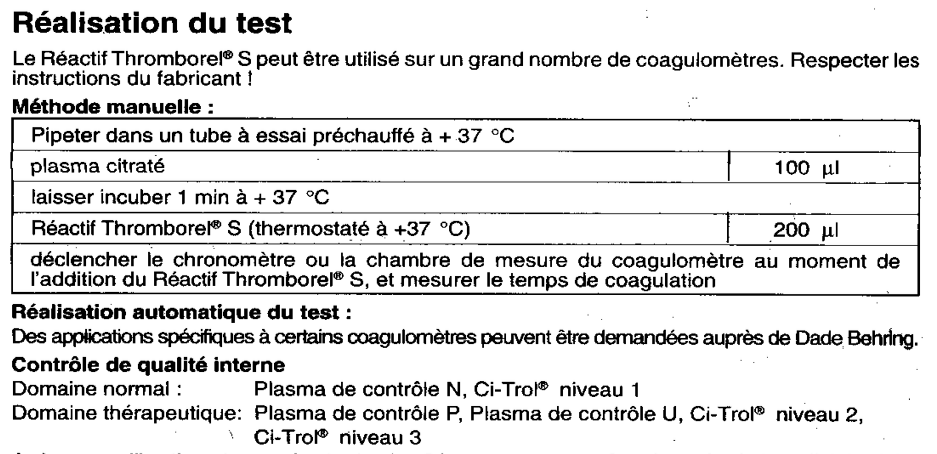 Réalisation du test
Le Réactif Thromborel® S peut être utilisé sur un grand nombre de coagulomètres. Respecter les
instructions du fabricant !
Méthode manuelle :
Pipeter dans un tube à essai préchauffé à + 37 °C
plasma citraté 100 µl
laisser incuber 1 min à + 37 °C
Réactif Thromborel® S (thermostaté à +37 °C) 200 µl
déclencher le chronomètre ou la chambre de mesure du coagulomètre au moment de
l'addition du Réactif Thromborel® S, et mesurer le temps de coagulation
Réalisation automatique du test :
Des applications spécifiques à certains coagulomètres peuvent être demandées auprès de Dade Behring.
Contrôle de qualité interne
Domaine normal : Plasma de contrôle N, Ci-Trol® niveau 1
Domaine thérapeutique: Plasma de contrôle P, Plasma de contrôle U, Ci-Trol® niveau 2,
Ci-Trol® niveau 3